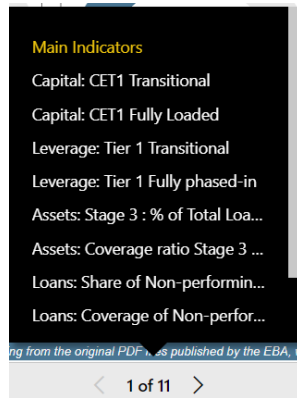 Main Indicators
Capital: CET1 Transitional
Capital: CET1 Fully Loaded
Leverage: Tier 1 Transitional
Leverage: Tier 1 Fully phased-in
Assets: Stage 3 : % of Total Loa...
Assets: Coverage ratio Stage 3 ...
Loans: Share of Non-performin...
Loans: Coverage of Non-perfor...
ng from the original PDF files published by the EBA,
1 of 11